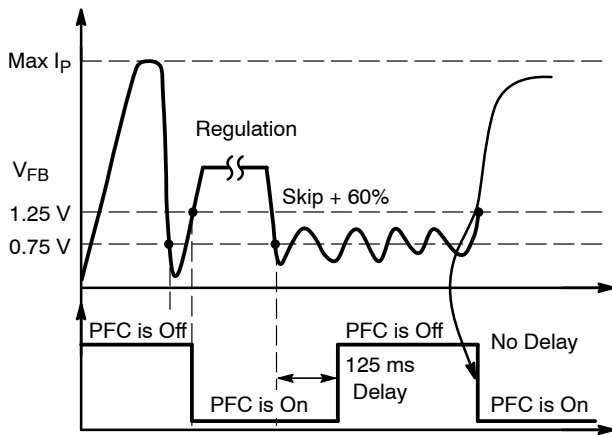 Max IP
Regulation
VFB
Skip + 60%
1.25 V
0.75 V
PFC is Off
PFC is Off
No Delay
125 ms
Delay
PFC is On
PFC is On